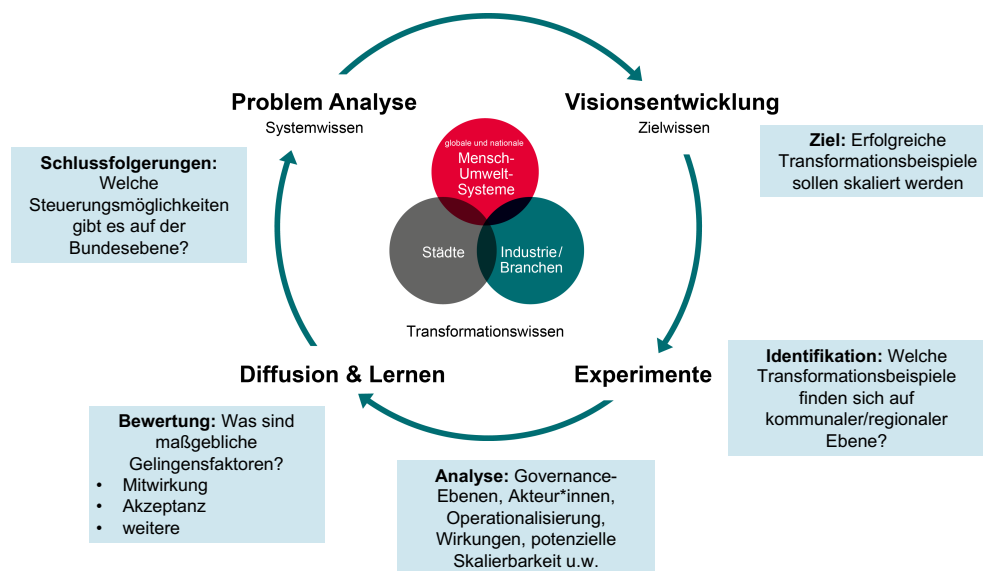 Problem Analyse
Systemwissen
Visionsentwicklung
Zielwissen
Ziel: Erfolgreiche
Transformationsbeispiele
sollen skaliert werden
Schlussfolgerungen:
Welche
Steuerungsmöglichkeiten
gibt es auf der
Bundesebene?
globale und nationale
Mensch-
Umwelt-
Systeme
Städte
Industrie/
Branchen
Transformationswissen
Diffusion & Lernen
Experimente
Identifikation: Welche
Transformationsbeispiele
finden sich auf
kommunaler/regionaler
Ebene?
Bewertung: Was sind
maßgebliche
Gelingensfaktoren?
• Mitwirkung
• Akzeptanz
• weitere
Analyse: Governance-
Ebenen, Akteur*innen,
Operationalisierung,
Wirkungen, potenzielle
Skalierbarkeit u.w.